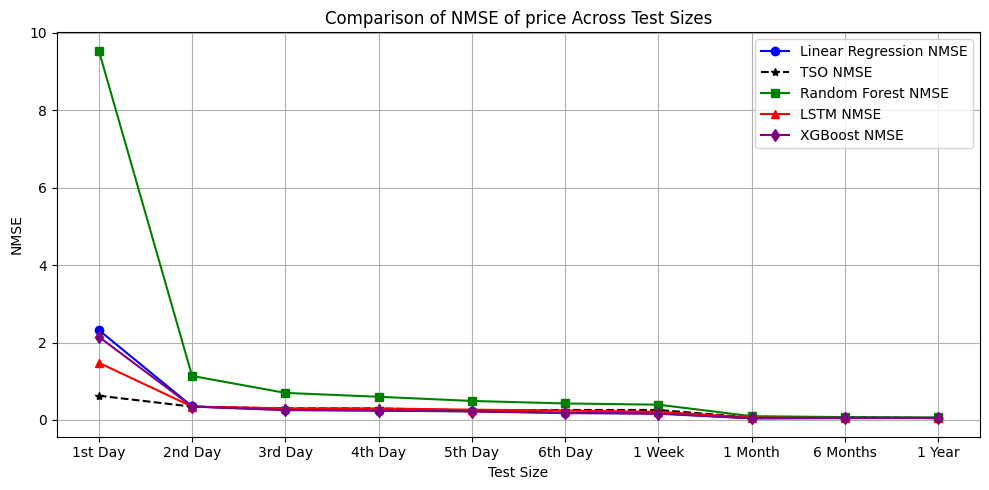 Comparison of NMSE of price Across Test Sizes
10
8
6
4
2
0
NMSE
Linear Regression NMSE
TSO NMSE
Random Forest NMSE
LSTM NMSE
XGBoost NMSE
1st Day 2nd Day 3rd Day 4th Day 5th Day 6th Day 1 Week 1 Month 6 Months 1 Year
Test Size